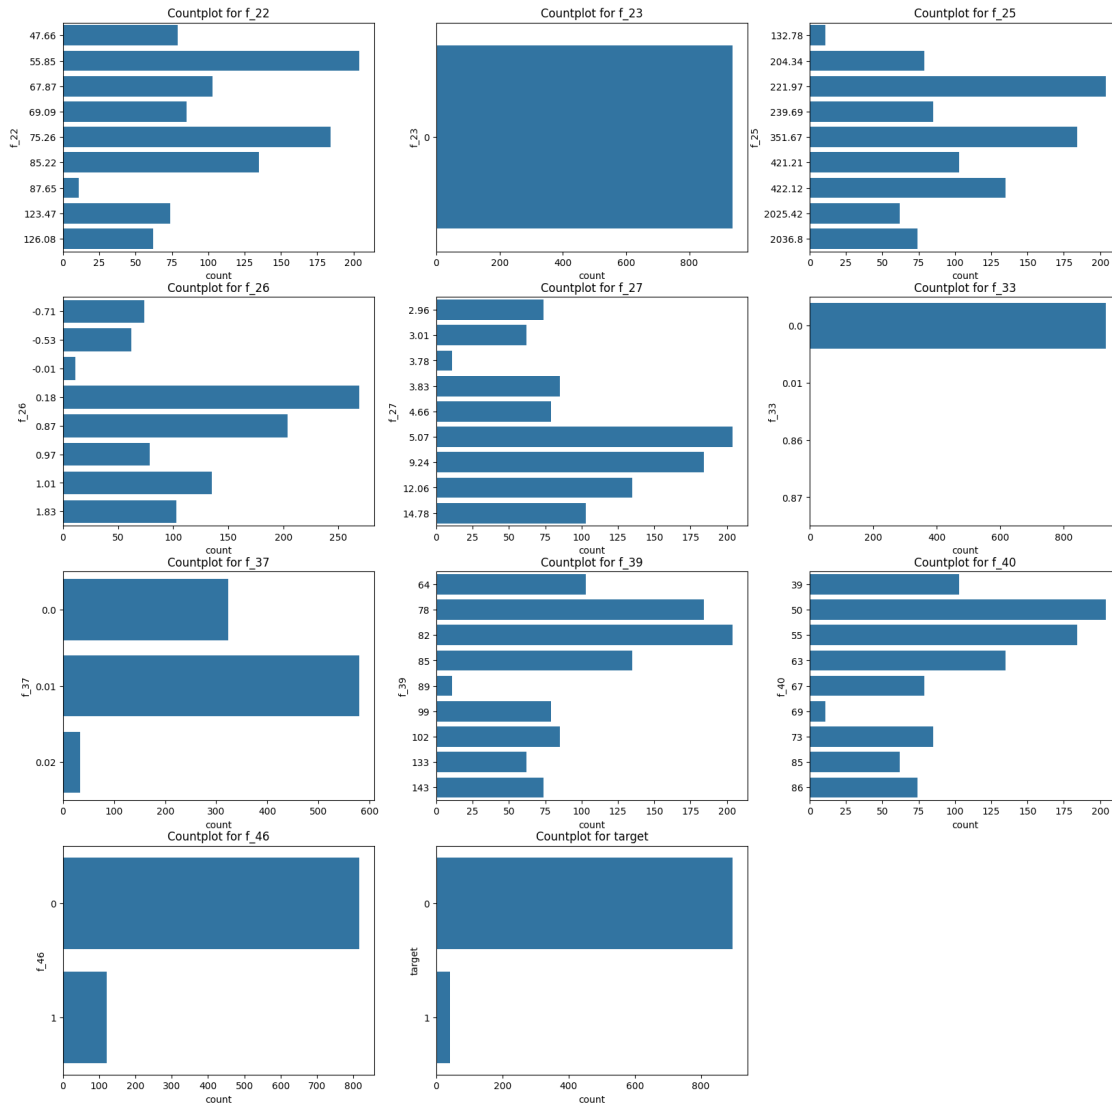 Countplot for f_22
47.66
55.85
67.87
69.09
75.26
85.22
87.65
123.47
126.08
f_22
0 25 50 75 100 125 150 175 200
count
Countplot for f_23
0
f_23
0 200 400 600 800
count
Countplot for f_25
132.78
204.34
221.97
239.69
351.67
421.21
422.12
2025.42
2036.8
f_25
0 25 50 75 100 125 150 175 200
count
Countplot for f_26
-0.71
-0.53
-0.01
0.18
0.87
0.97
1.01
1.83
f_26
0 50 100 150 200 250
count
Countplot for f_27
2.96
3.01
3.78
3.83
4.66
5.07
9.24
12.06
14.78
f_27
0 25 50 75 100 125 150 175 200
count
Countplot for f_33
0.0
0.01
0.86
0.87
f_33
0 200 400 600 800
count
Countplot for f_37
0.0
0.01
0.02
f_37
0 100 200 300 400 500 600
count
Countplot for f_39
64
78
82
85
89
99
102
133
143
f_39
0 25 50 75 100 125 150 175 200
count
Countplot for f_40
39
50
55
63
67
69
73
85
86
f_40
0 25 50 75 100 125 150 175 200
count
Countplot for f_46
0
1
f_46
0 100 200 300 400 500 600 700 800
count
Countplot for target
0
1
target
0 200 400 600 800
count